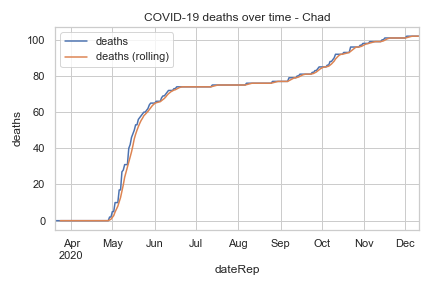 COVID-19 deaths over time - Chad
deaths
deaths (rolling)
100
80
60
40
20
0
deaths
Apr May Jun Jul Aug Sep Oct Nov Dec
2020
dateRep